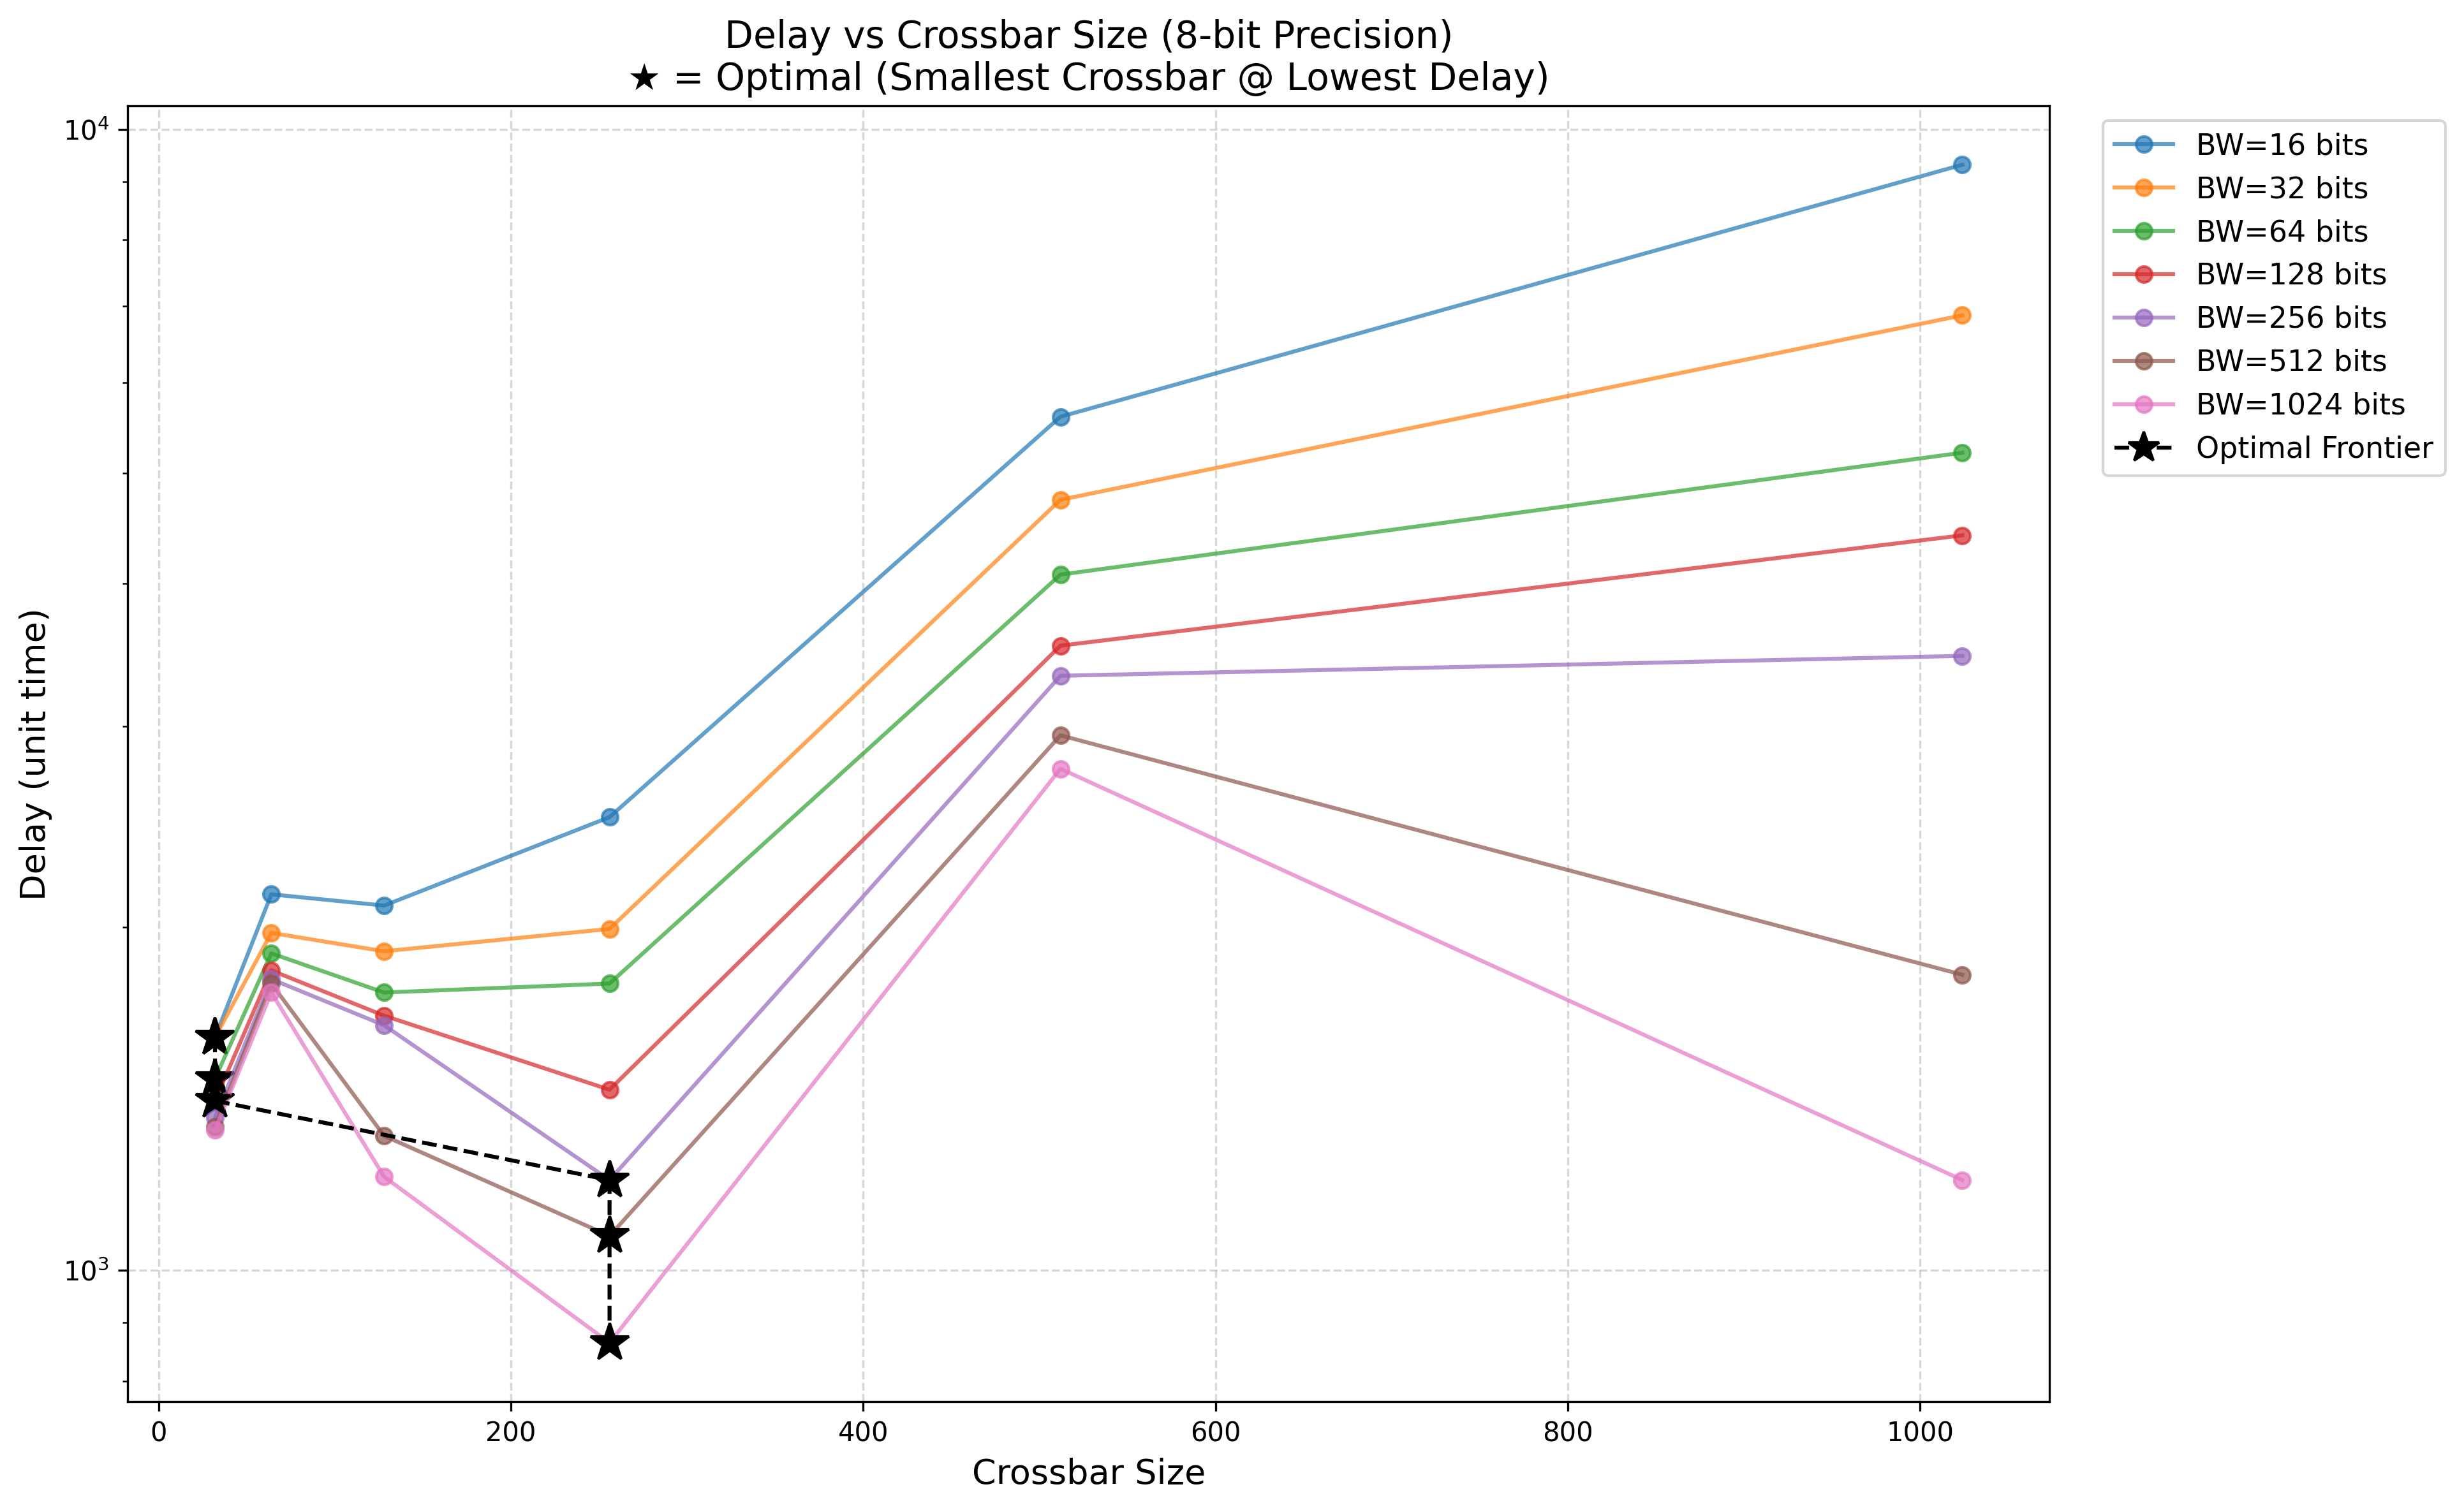 Delay vs Crossbar Size (8-bit Precision)
★ = Optimal (Smallest Crossbar @ Lowest Delay)
10⁴
10³
Delay (unit time)
0 200 400 600 800 1000
Crossbar Size
BW=16 bits
BW=32 bits
BW=64 bits
BW=128 bits
BW=256 bits
BW=512 bits
BW=1024 bits
Optimal Frontier